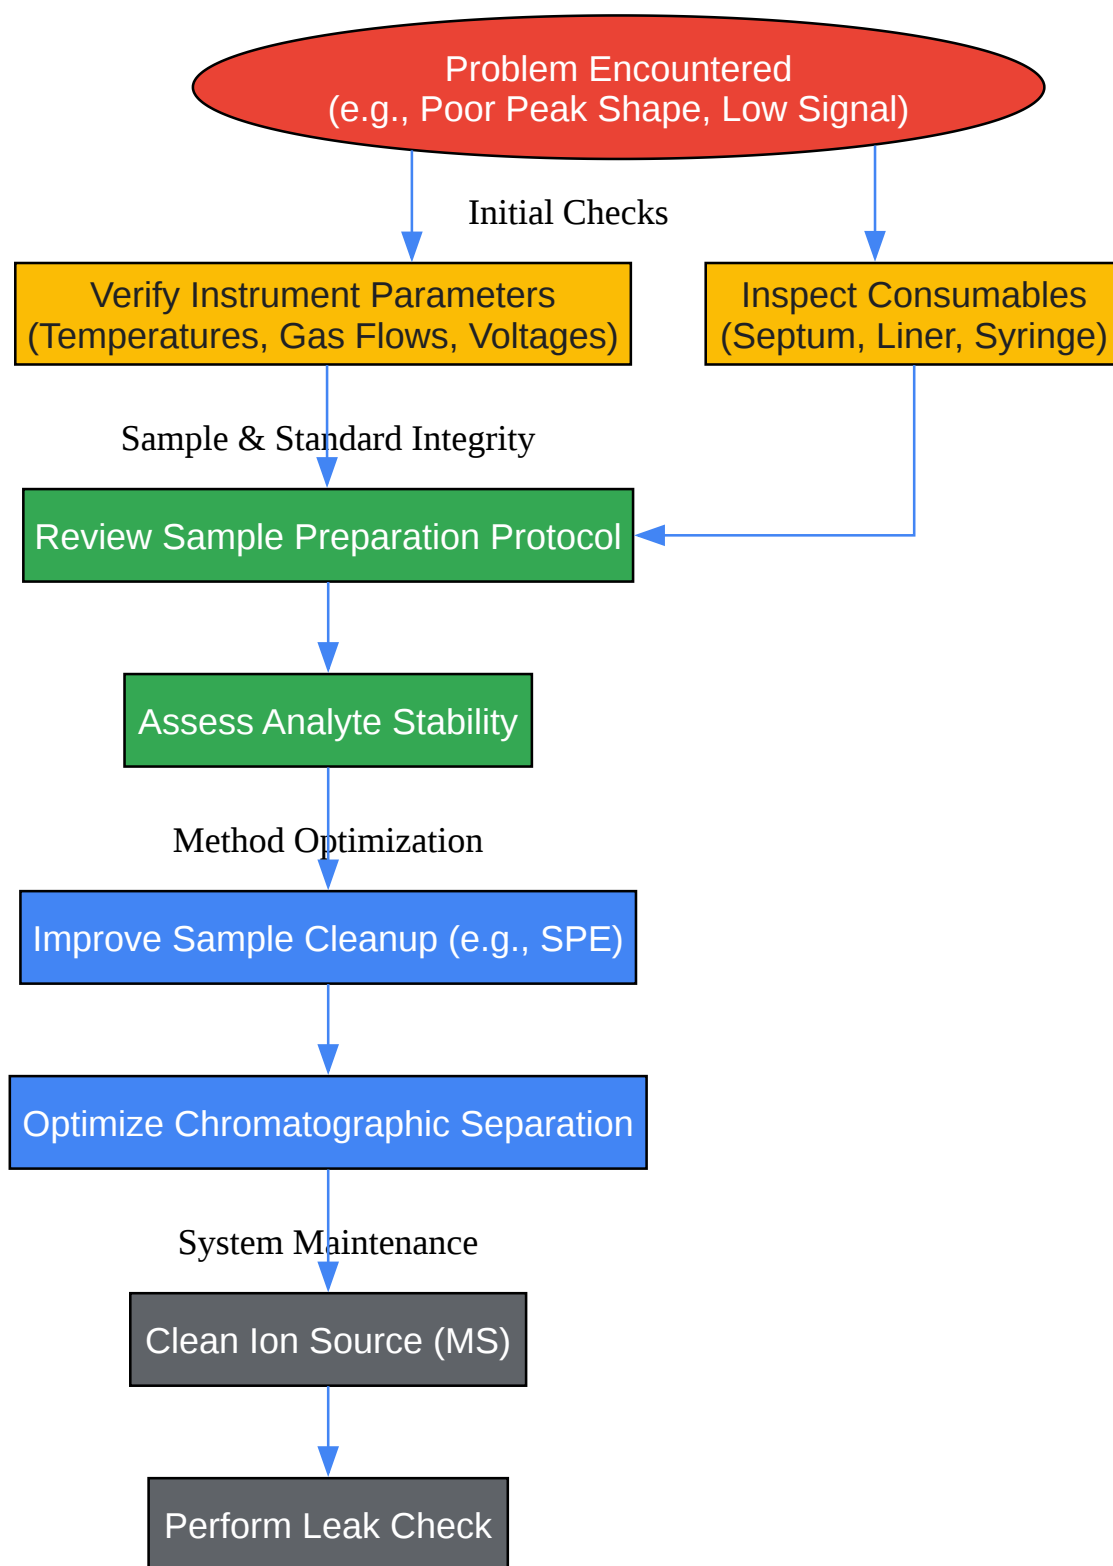 Problem Encountered
(e.g., Poor Peak Shape, Low Signal)
Initial Checks
Verify Instrument Parameters
(Temperatures, Gas Flows, Voltages)
Inspect Consumables
(Septum, Liner, Syringe)
Sample & Standard Integrity
Review Sample Preparation Protocol
Assess Analyte Stability
Method Optimization
Improve Sample Cleanup (e.g., SPE)
Optimize Chromatographic Separation
System Maintenance
Clean Ion Source (MS)
Perform Leak Check